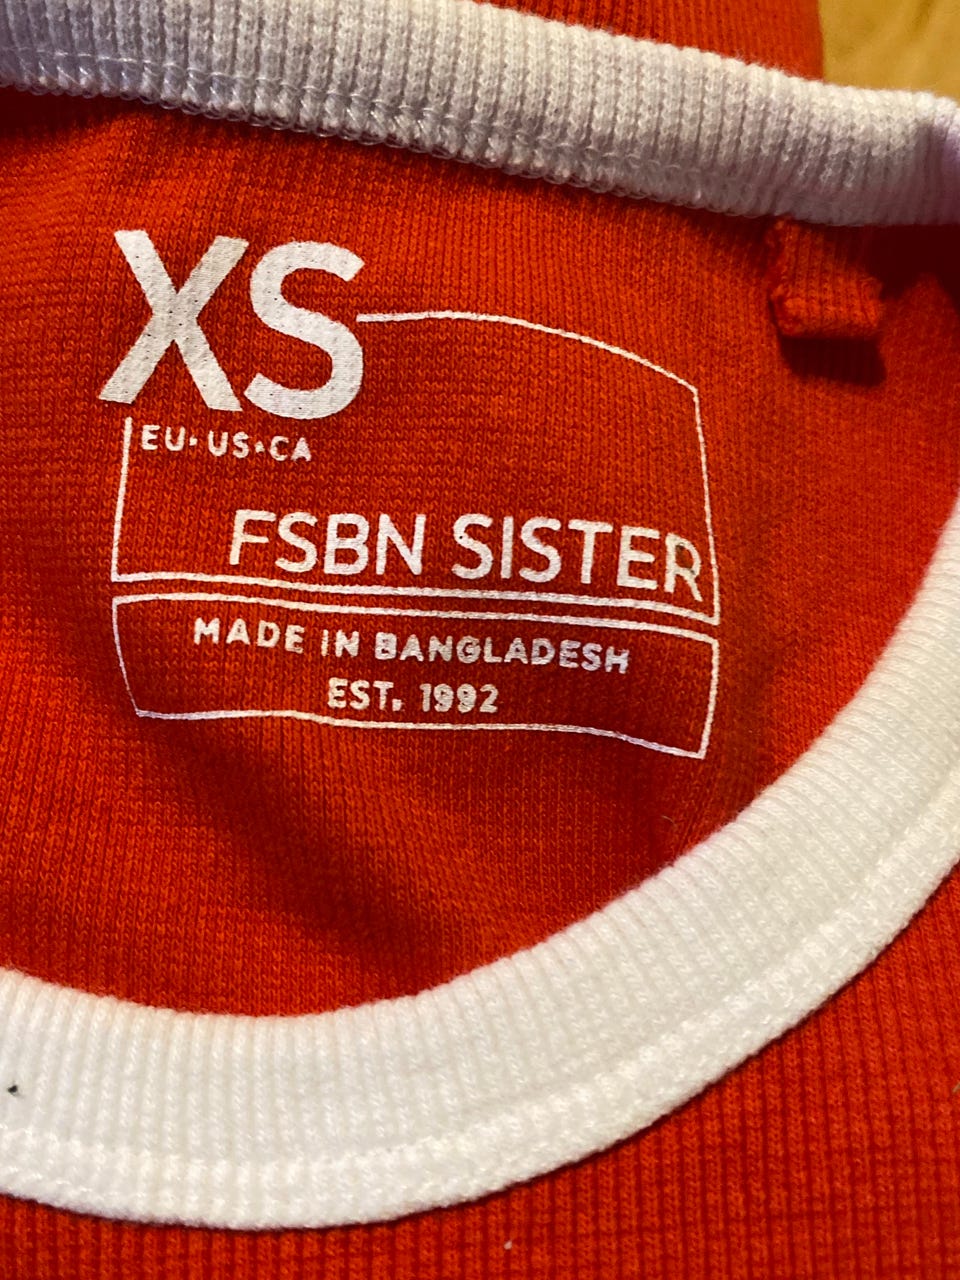 XS
EU·US·CA
FSBN SISTER
MADE IN BANGLADESH
EST. 1992